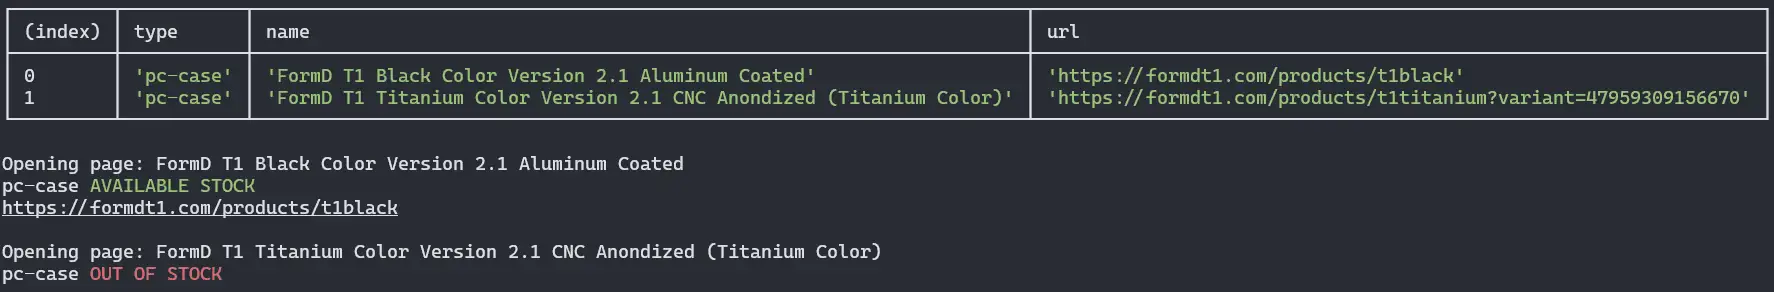 (index) type name url
0 'pc-case' 'FormD T1 Black Color Version 2.1 Aluminum Coated' 'https://formdt1.com/products/t1black'
1 'pc-case' 'FormD T1 Titanium Color Version 2.1 CNC Anondized (Titanium Color)' 'https://formdt1.com/products/t1titanium?variant=47959309156670'
Opening page: FormD T1 Black Color Version 2.1 Aluminum Coated
pc-case AVAILABLE STOCK
https://formdt1.com/products/t1black
Opening page: FormD T1 Titanium Color Version 2.1 CNC Anondized (Titanium Color)
pc-case OUT OF STOCK